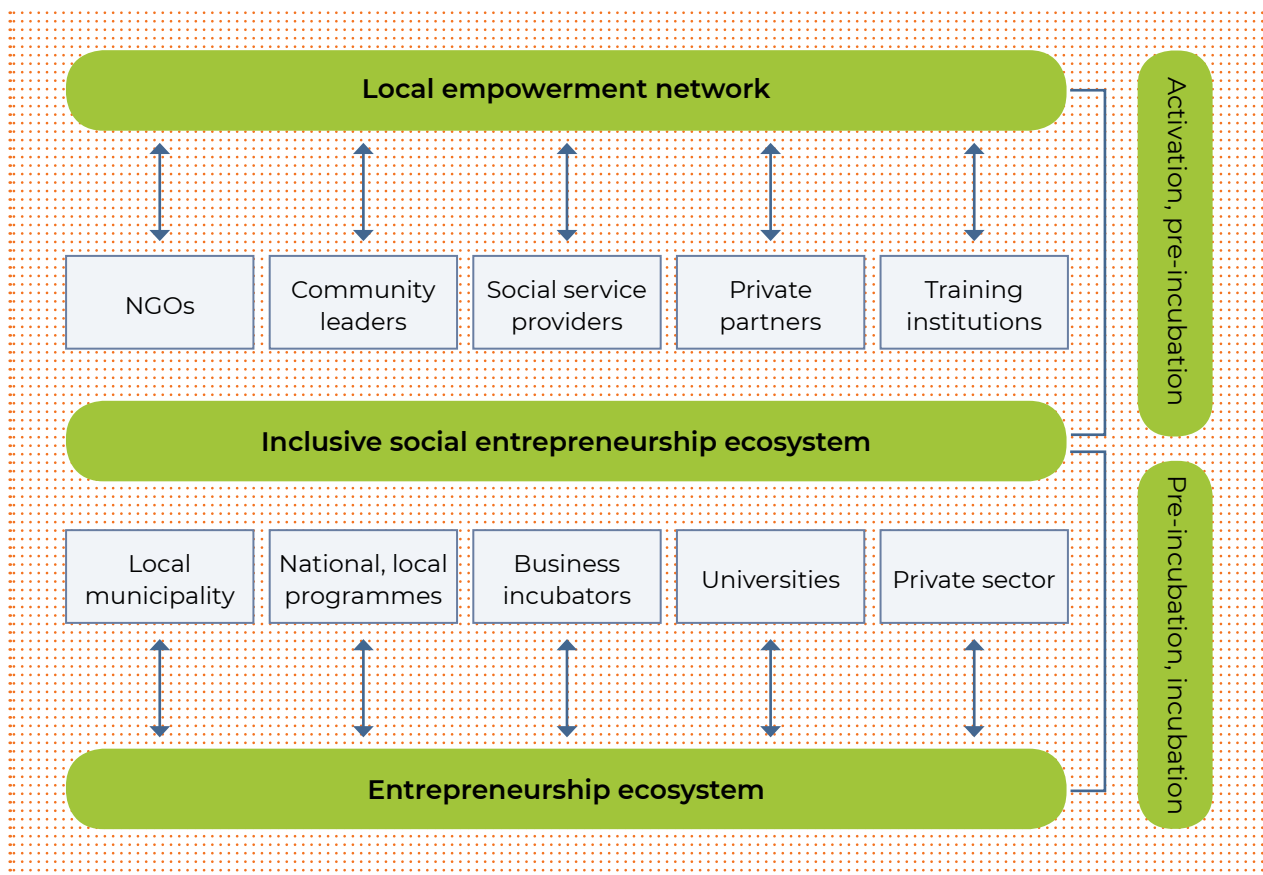 Local empowerment network
NGOs
Community
leaders
Social service
providers
Private
partners
Training
institutions
Activation, pre-incubation
Inclusive social entrepreneurship ecosystem
Local
municipality
National, local
programmes
Business
incubators
Universities
Private sector
Pre-incubation, incubation
Entrepreneurship ecosystem